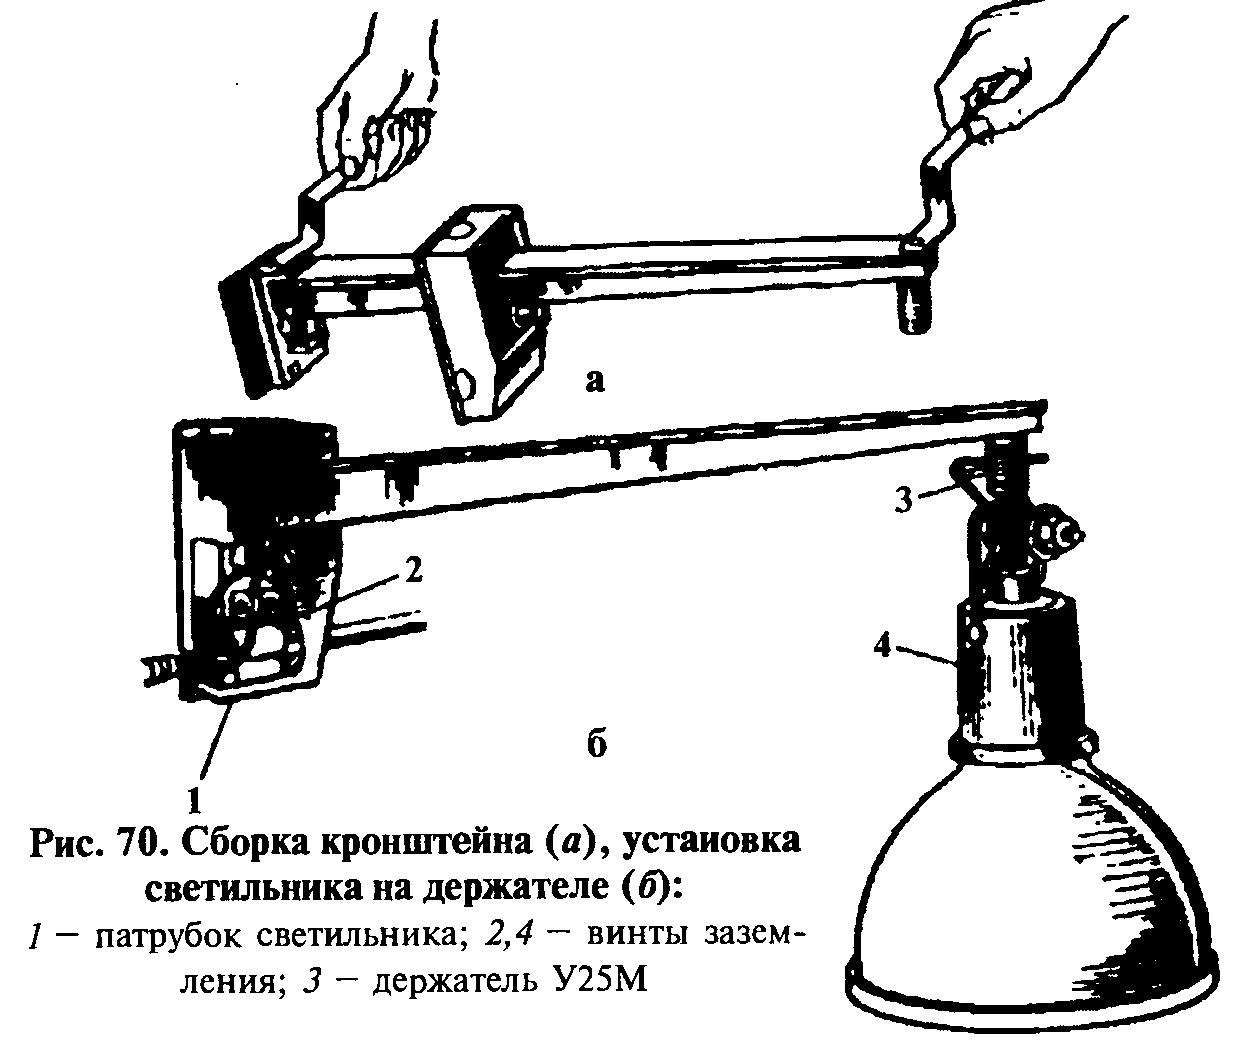 а
3
2
4
б
1
Рис. 70. Сборка кронштейна (а), устаиовка
светильника на держателе (б):
1 – патрубок светильника; 2,4 – винты зазем-
ления; 3 – держатель У25М